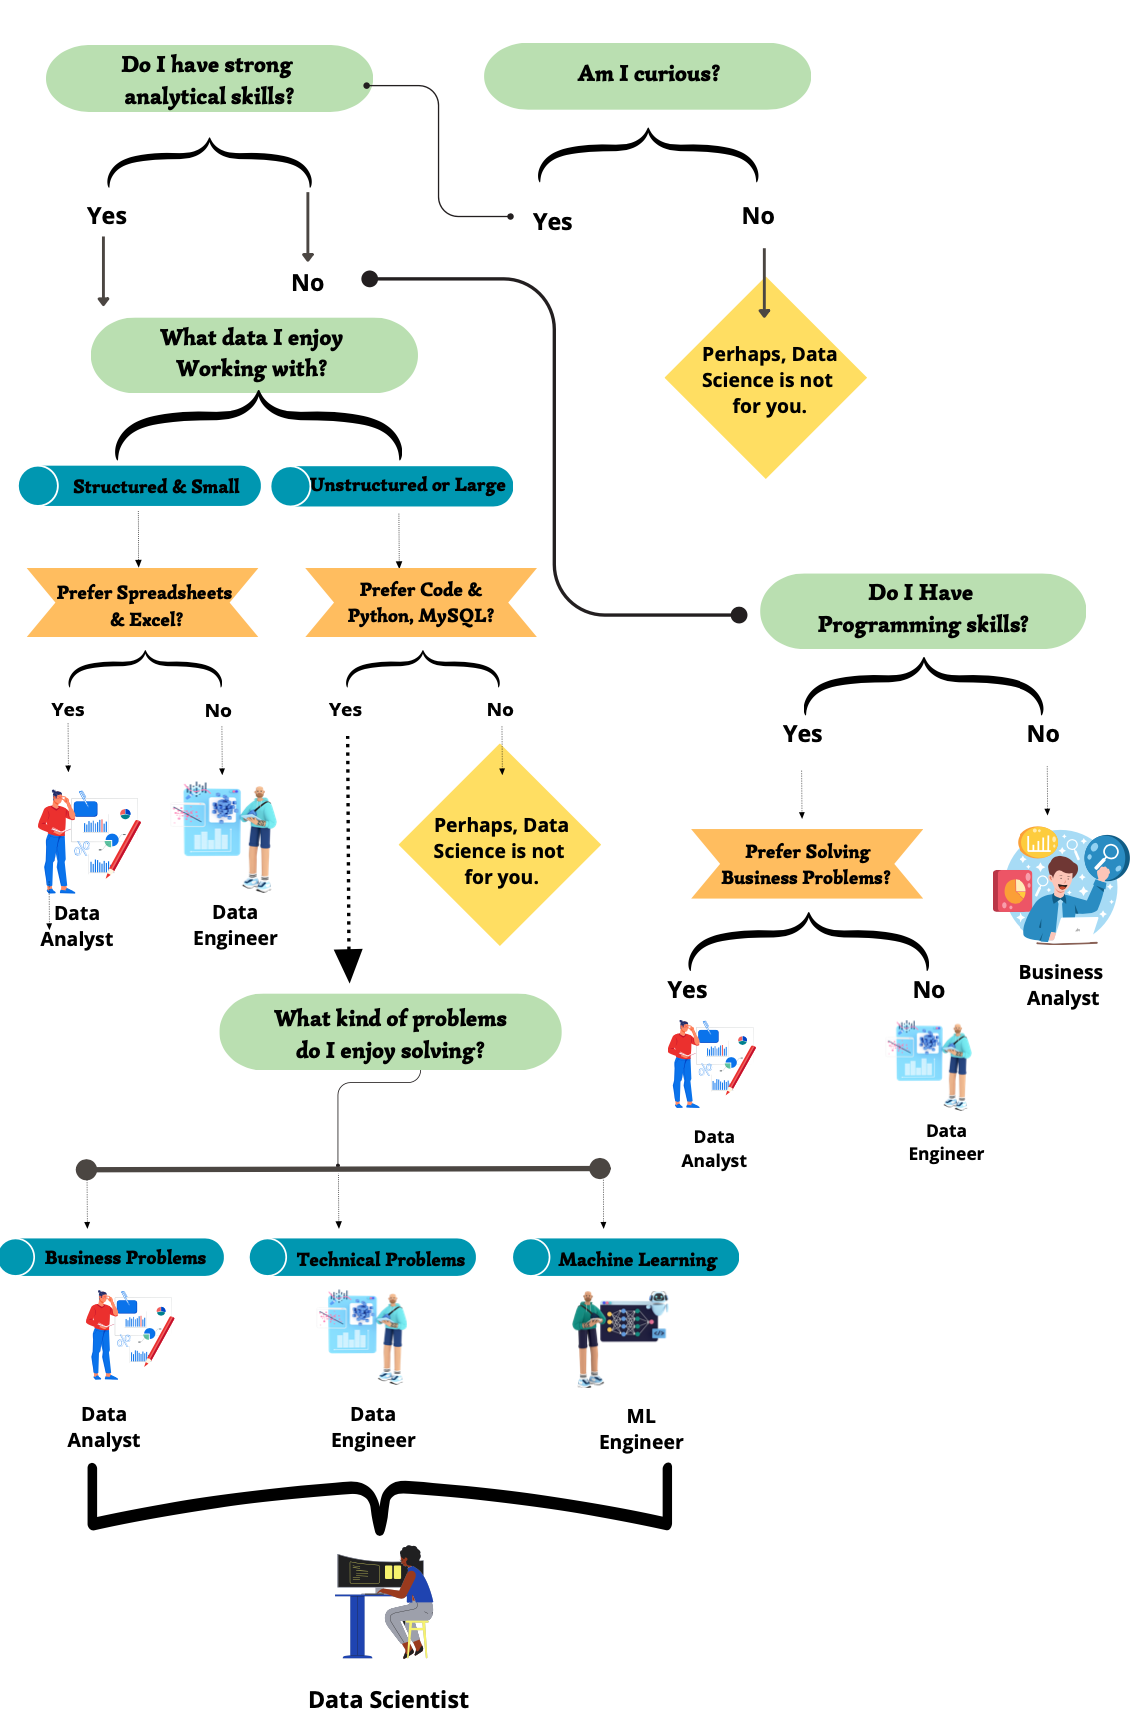 Do I have strong
analytical skills?
Am I curious?
Yes
No
Yes
No
What data I enjoy
Working with?
Perhaps, Data
Science is not
for you.
Structured & Small
Unstructured or Large
Prefer Spreadsheets
& Excel?
Prefer Code &
Python, MySQL?
Do I Have
Programming skills?
Yes
No
Yes
No
Yes
No
Perhaps, Data
Science is not
for you.
Prefer Solving
Business Problems?
Data
Analyst
Data
Engineer
Business
Analyst
Yes
No
What kind of problems
do I enjoy solving?
Data
Analyst
Data
Engineer
Business Problems
Technical Problems
Machine Learning
Data
Analyst
Data
Engineer
ML
Engineer
Data Scientist